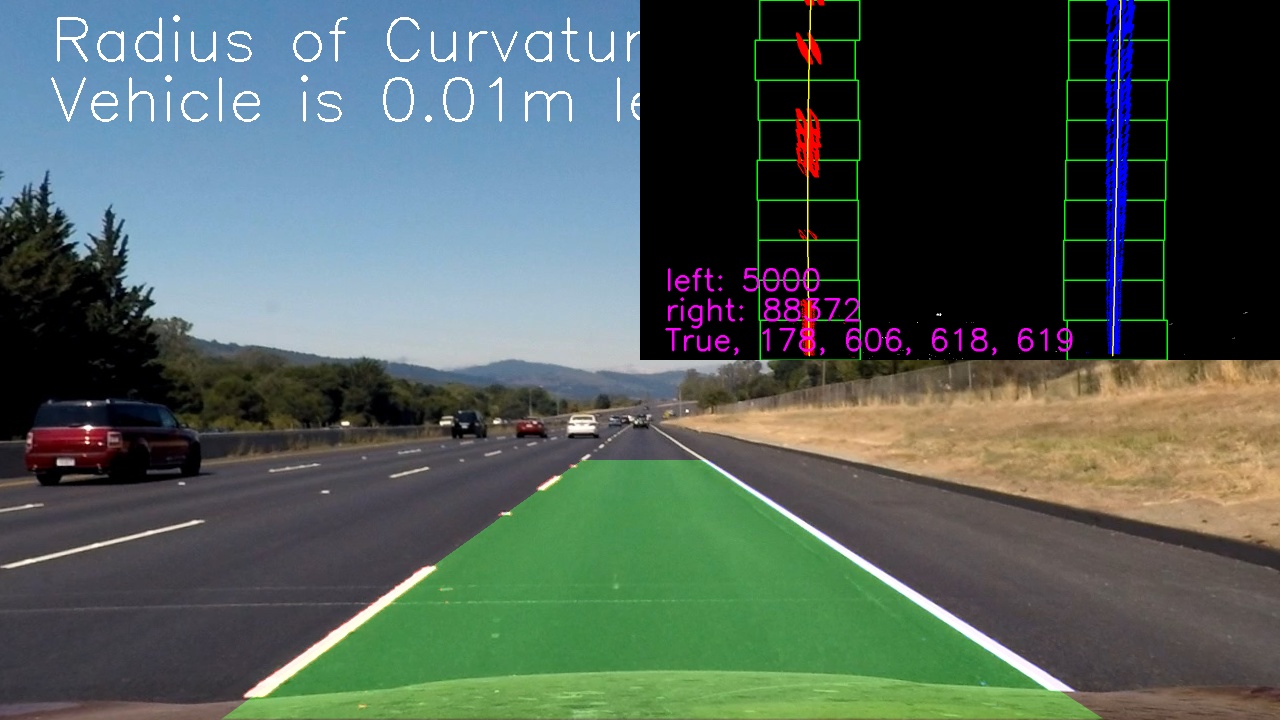 Radius of Curvatur
Vehicle is 0.01m le
left: 5000
right: 88372
True, 178, 606, 618, 619